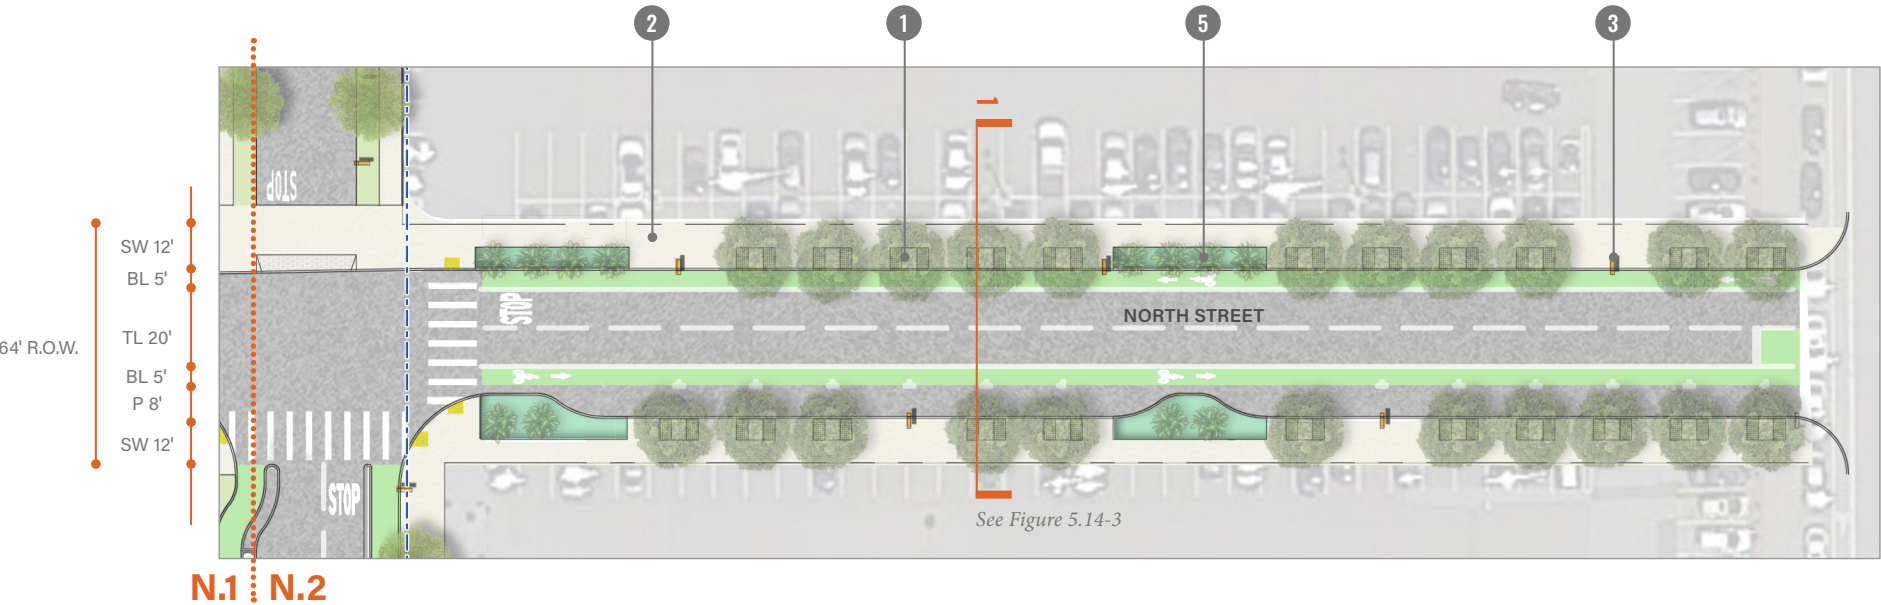 2
1
5
3
1
STOP
SW 12'
BL 5'
STOP
NORTH STREET
TL 20'
64' R.O.W.
BL 5'
P 8'
SW 12'
STOP
See Figure 5.14-3
N.1
N.2